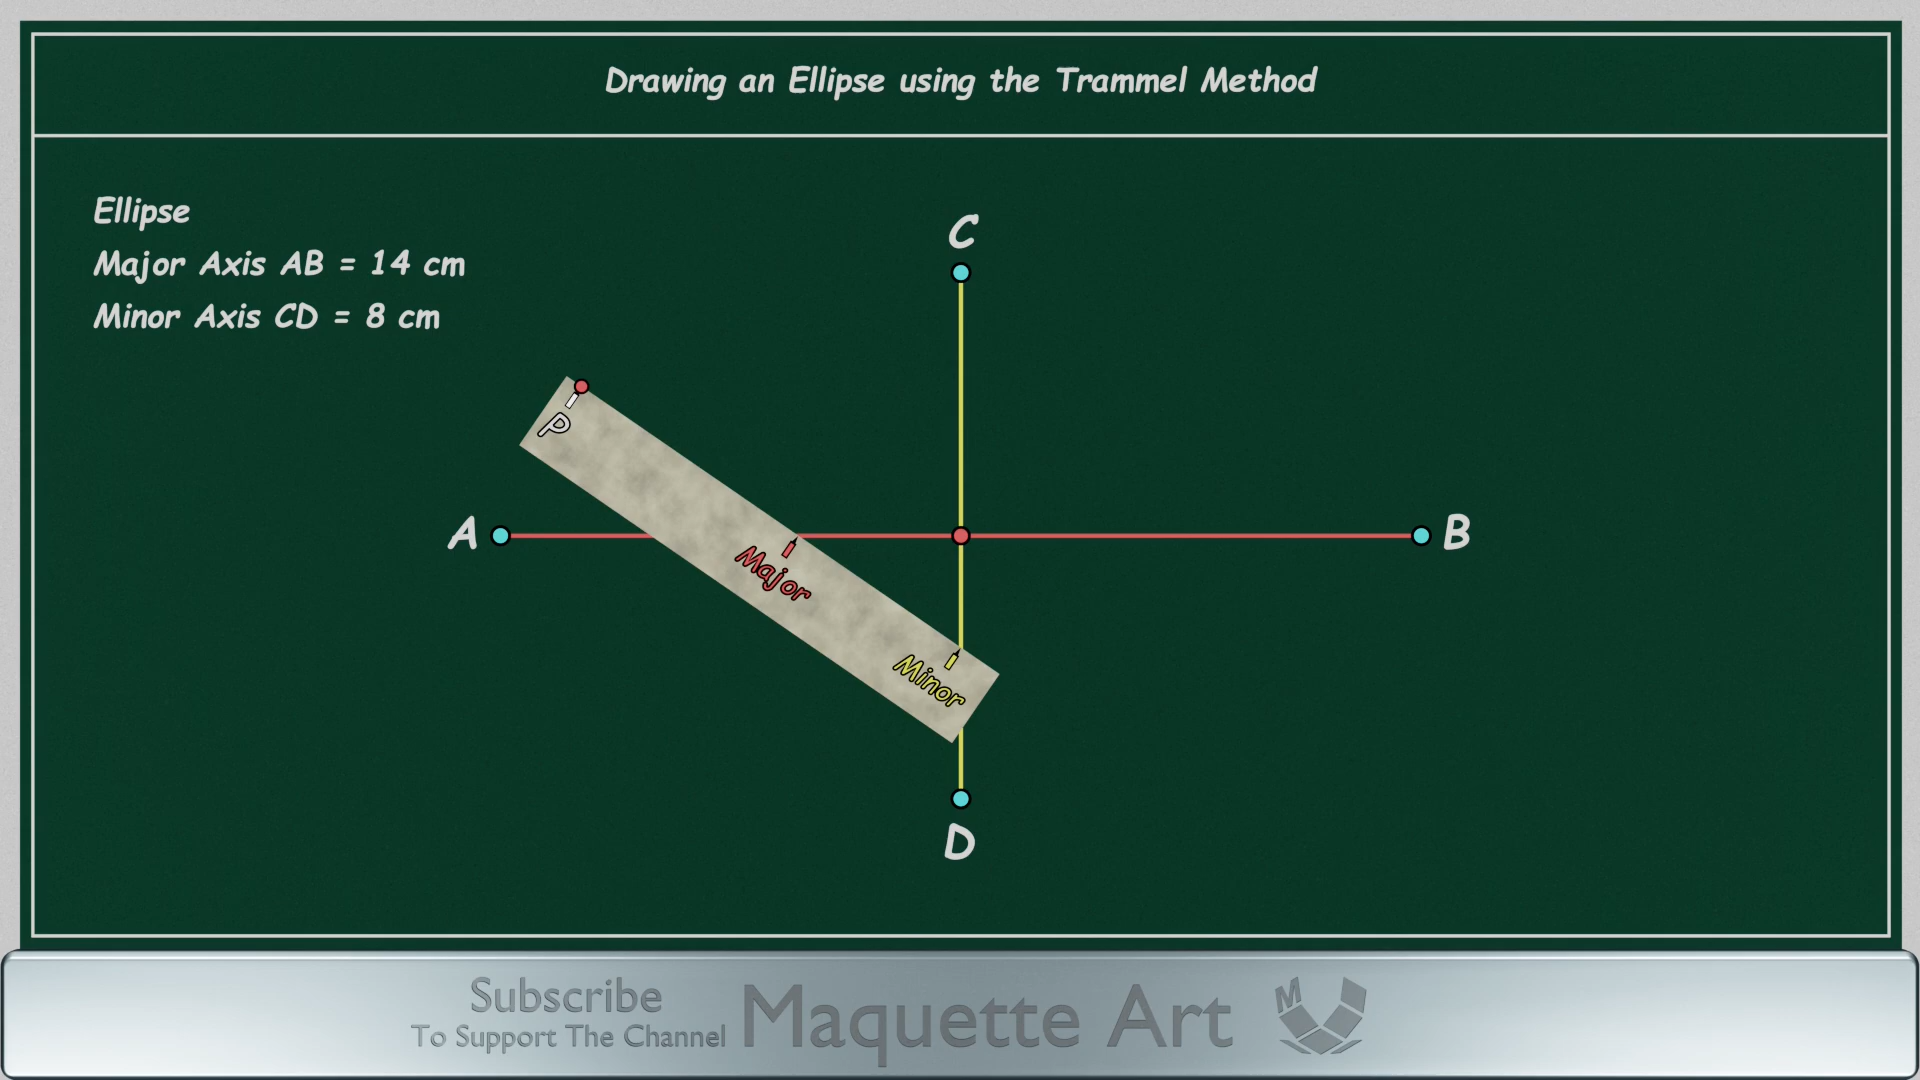 Drawing an Ellipse using the Trammel Method
Ellipse
Major Axis AB = 14 cm
Minor Axis CD = 8 cm
C
P
A
Major
B
Minor
D
Subscribe
To Support The Channel
Maquette Art
M